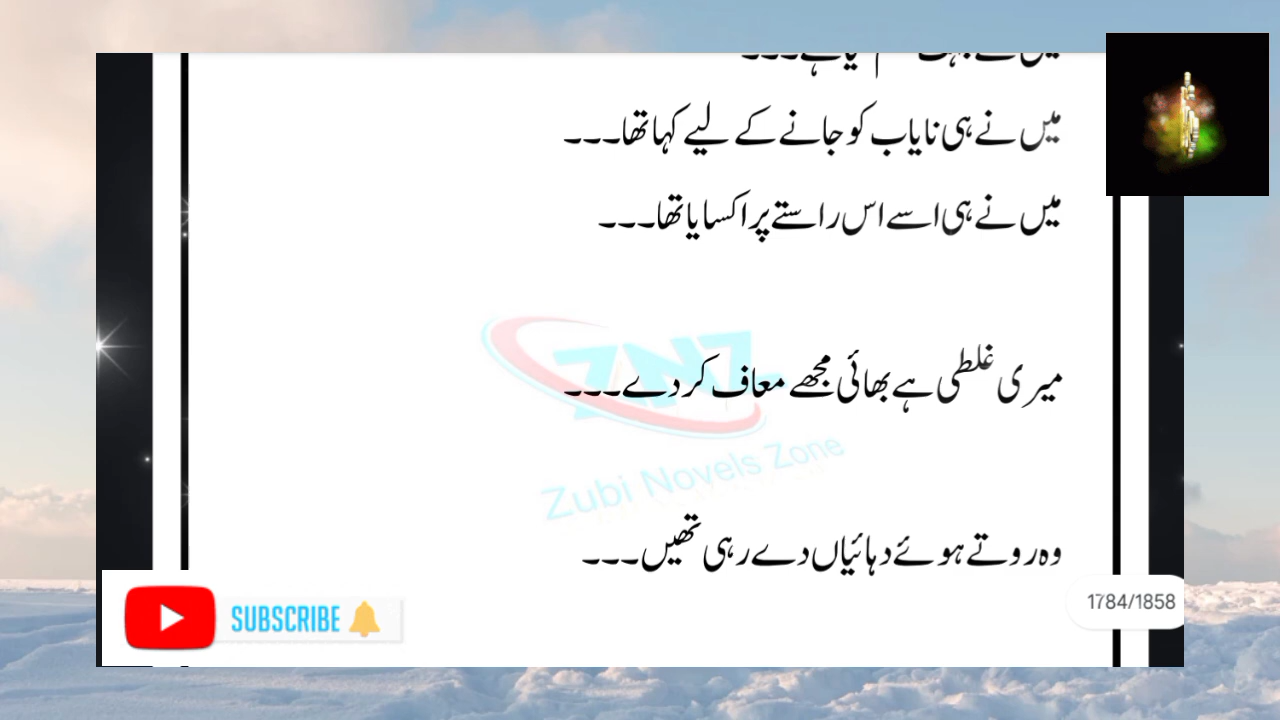 میں نے ہی نایاب کو جانے کے لیے کہا تھا۔۔۔
میں نے ہی اسے اس راستے پر اکسایا تھا۔۔۔
میری غلطی ہے بھائی مجھے معاف کر دے۔۔۔
ZNZ
Zubi Novels Zone
وہ روتے ہوئے دہائیاں دے رہی تھیں۔۔۔
1784/1858
SUBSCRIBE